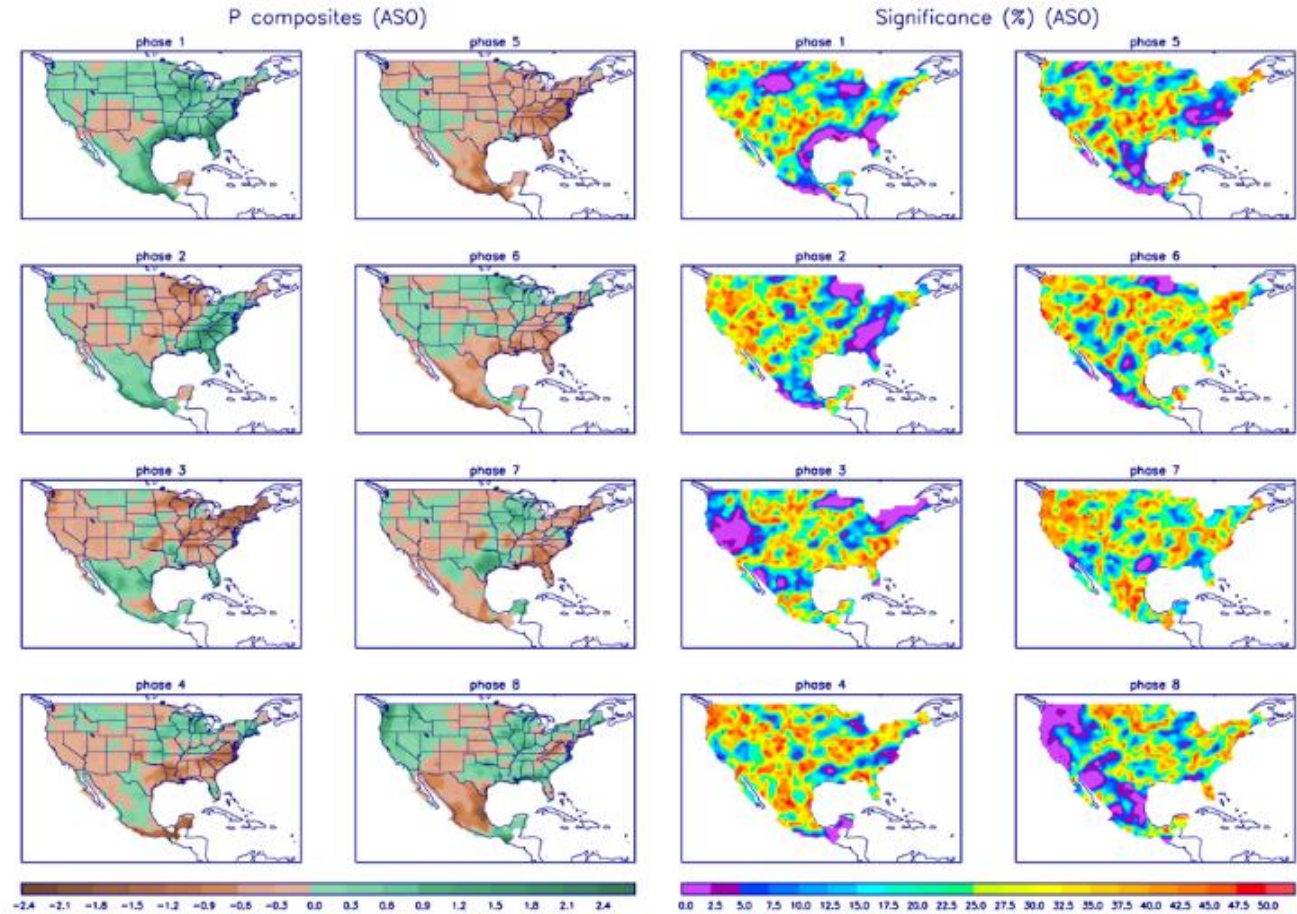 P composites (ASO)
Significance (%) (ASO)
phase 1
phase 5
phase 1
phase 5
phase 2
phase 6
phase 2
phase 6
phase 3
phase 7
phase 3
phase 7
phase 4
phase 8
phase 4
phase 8
-2.4 -2.1 -1.8 -1.5 -1.2 -0.9 -0.6 -0.3 0.0 0.3 0.6 0.9 1.2 1.5 1.8 2.1 2.4
0.0 2.5 5.0 7.5 10.0 12.5 15.0 17.5 20.0 22.5 25.0 27.5 30.0 32.5 35.0 37.5 40.0 42.5 45.0 47.5 50.0